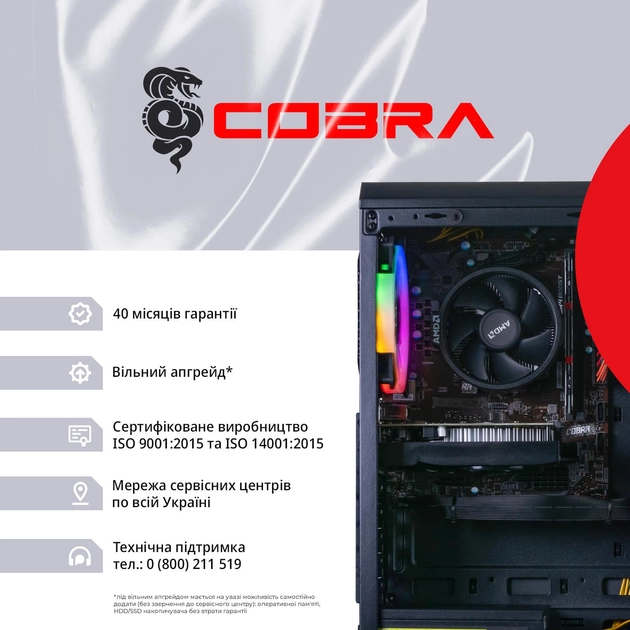 COBRA
40 місяців гарантії
Вільний апгрейд*
Сертифіковане виробництво
ISO 9001:2015 та ISO 14001:2015
Мережа сервісних центрів
по всій Україні
Технічна підтримка
тел.: 0 (800) 211 519
*під вільним апгрейдом мається на увазі можливість самостійно
додати (без звернення до сервісного центру): оперативної пам'яті,
HDD/SSD накопичувача без втрати гарантії
AMD
AMD
COBRA